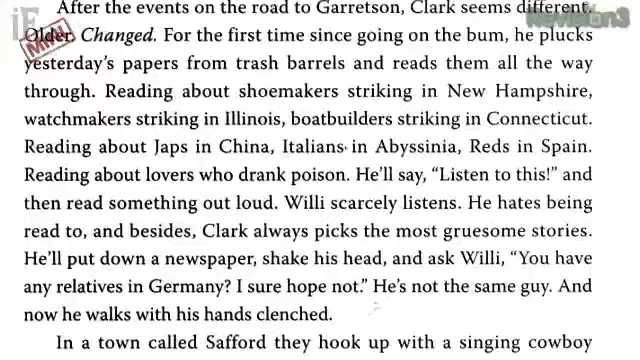 After the events on the road to Garretson, Clark seems different.
Older. Changed. For the first time since going on the bum, he plucks
yesterday's papers from trash barrels and reads them all the way
through. Reading about shoemakers striking in New Hampshire,
watchmakers striking in Illinois, boatbuilders striking in Connecticut.
Reading about Japs in China, Italians in Abyssinia, Reds in Spain.
Reading about lovers who drank poison. He'll say, “Listen to this!” and
then read something out loud. Willi scarcely listens. He hates being
read to, and besides, Clark always picks the most gruesome stories.
He'll put down a newspaper, shake his head, and ask Willi, “You have
any relatives in Germany? I sure hope not.” He's not the same guy. And
now he walks with his hands clenched.
In a town called Safford they hook up with a singing cowboy
iF
MINI
Revision3